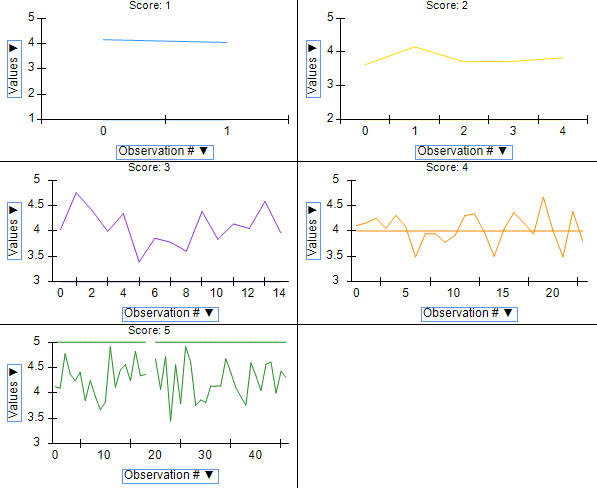 Score: 1
5
4
3
2
1
Values ▼
0 1
Observation # ▼
Score: 2
5
4
3
2
Values ▼
0 1 2 3 4
Observation # ▼
Score: 3
5
4.5
4
3.5
3
Values ▼
0 2 4 6 8 10 12 14
Observation # ▼
Score: 4
5
4.5
4
3.5
3
Values ▼
0 5 10 15 20
Observation # ▼
Score: 5
5
4.5
4
3.5
3
Values ▼
0 10 20 30 40
Observation # ▼